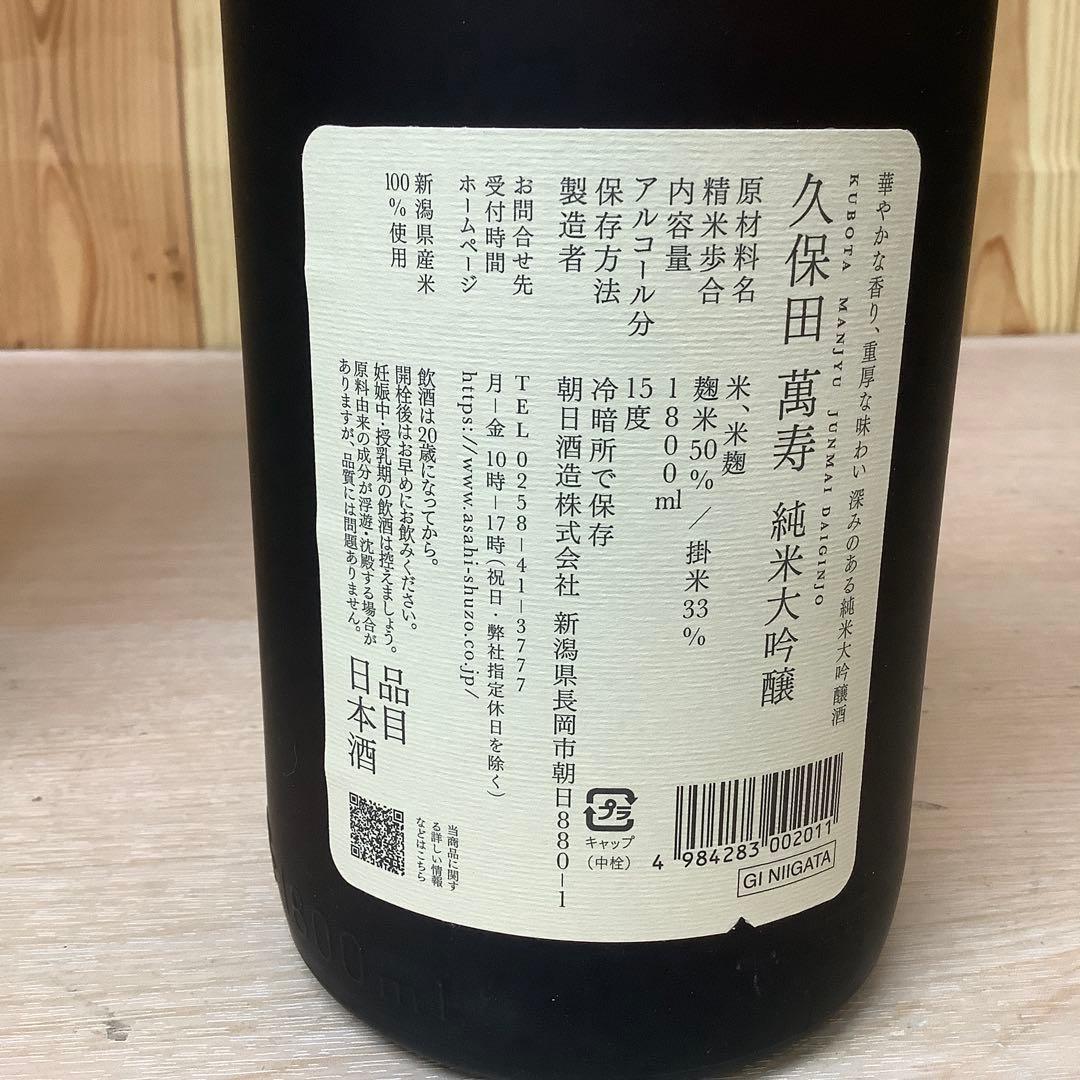 華やかな香り、重厚な味わい 深みのある純米大吟醸酒
KUBOTA MANJYU JUNMAI DAIGINJO
久保田 萬寿 純米大吟醸
原材料名 米、米麹
精米歩合 麹米50% / 掛米33%
内容量 1800ml
アルコール分 15度
保存方法 冷暗所で保存
製造者 朝日酒造株式会社 新潟県長岡市朝日880-1
お問合せ先 TEL 0258-41-3777
受付時間 月-金 10時-17時(祝日・弊社指定休日を除く)
ホームページ https://www.asahi-shuzo.co.jp/
新潟県産米
100%使用
飲酒は20歳になってから。
開栓後はお早めにお飲みください。
妊娠中・授乳期の飲酒は控えましょう。
原料由来の成分が浮遊・沈殿する場合が
ありますが、品質には問題ありません。
品目
日本酒
当商品に関す
る詳しい情報
などはこちら
プラ
キャップ
(中栓)
4 984283 002011
GI NIIGATA
1800ml